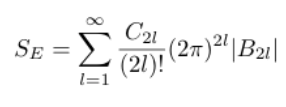 $S_E = \sum_{l=1}^{\infty} \frac{C_{2l}}{(2l)!} (2\pi)^{2l} |B_{2l}|$